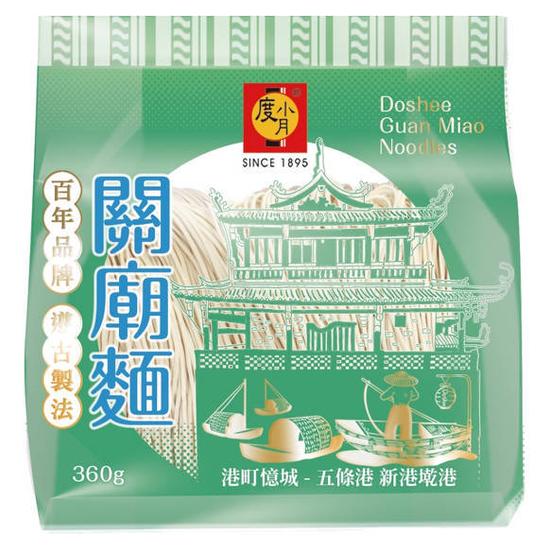 度小月
®
SINCE 1895
Doshee
Guan Miao
Noodles
關廟麵
百年品牌 遵古製法
360g
港町憶城 - 五條港 新港墘港